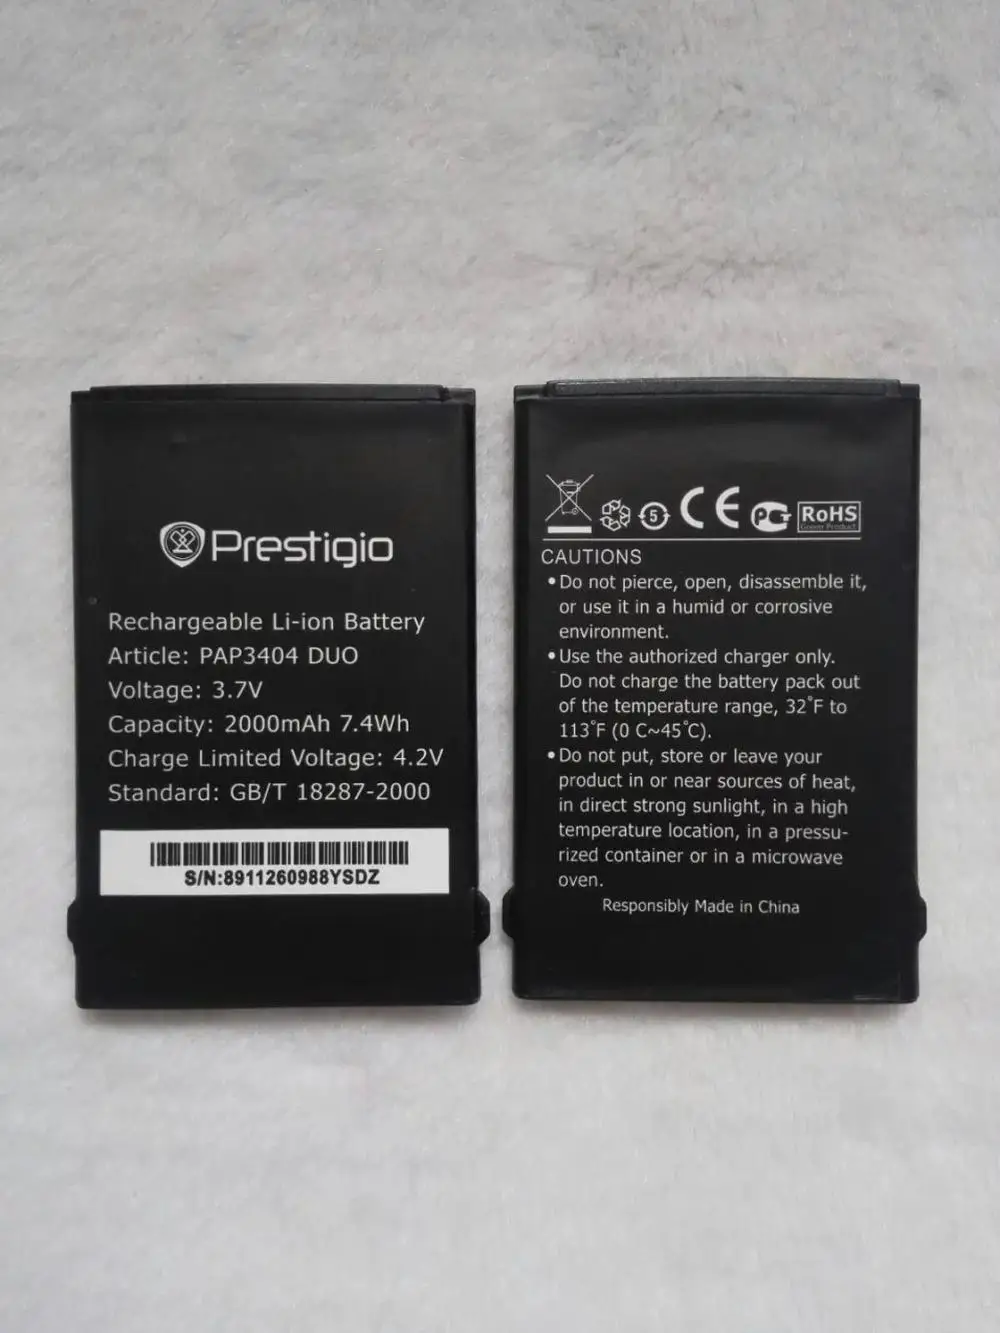 Prestigio
Rechargeable Li-ion Battery
Article: PAP3404 DUO
Voltage: 3.7V
Capacity: 2000mAh 7.4Wh
Charge Limited Voltage: 4.2V
Standard: GB/T 18287-2000
S/N:8911260988YSDZ
5 CE PG RoHS
Green Product
CAUTIONS
•Do not pierce, open, disassemble it,
or use it in a humid or corrosive
environment.
•Use the authorized charger only.
Do not charge the battery pack out
of the temperature range, 32°F to
113°F (0 C~45°C).
•Do not put, store or leave your
product in or near sources of heat,
in direct strong sunlight, in a high
temperature location, in a pressu-
rized container or in a microwave
oven.
Responsibly Made in China